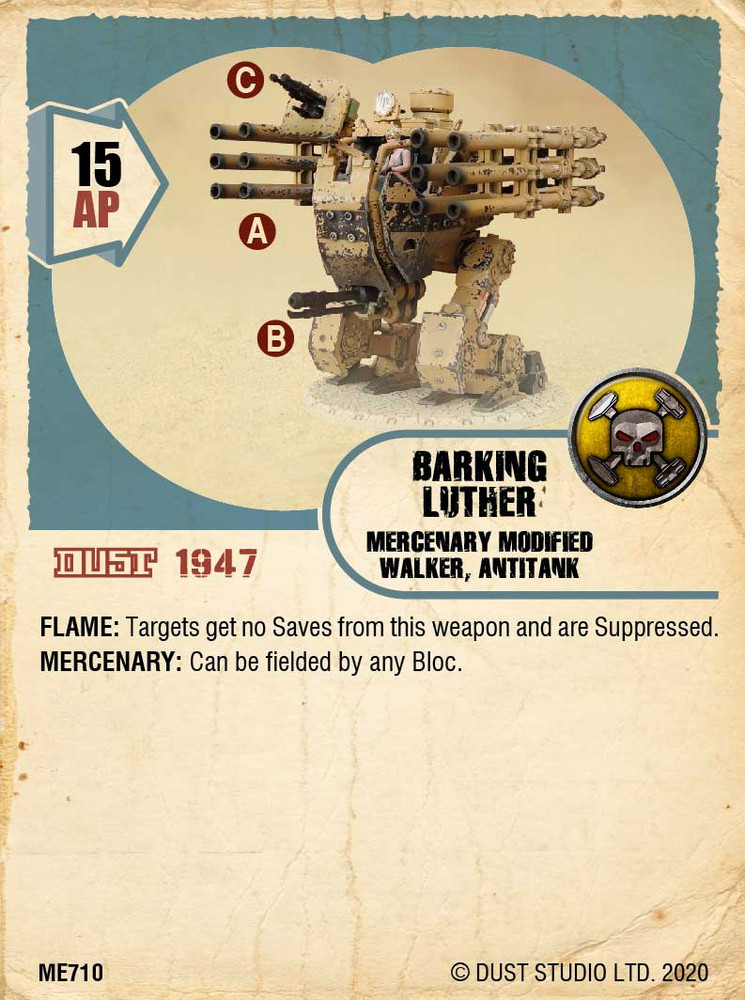 C
15
AP
A
B
BARKING
LUTHER
MERCENARY MODIFIED
WALKER, ANTITANK
DUST 1947
FLAME: Targets get no Saves from this weapon and are Suppressed.
MERCENARY: Can be fielded by any Bloc.
ME710
© DUST STUDIO LTD. 2020